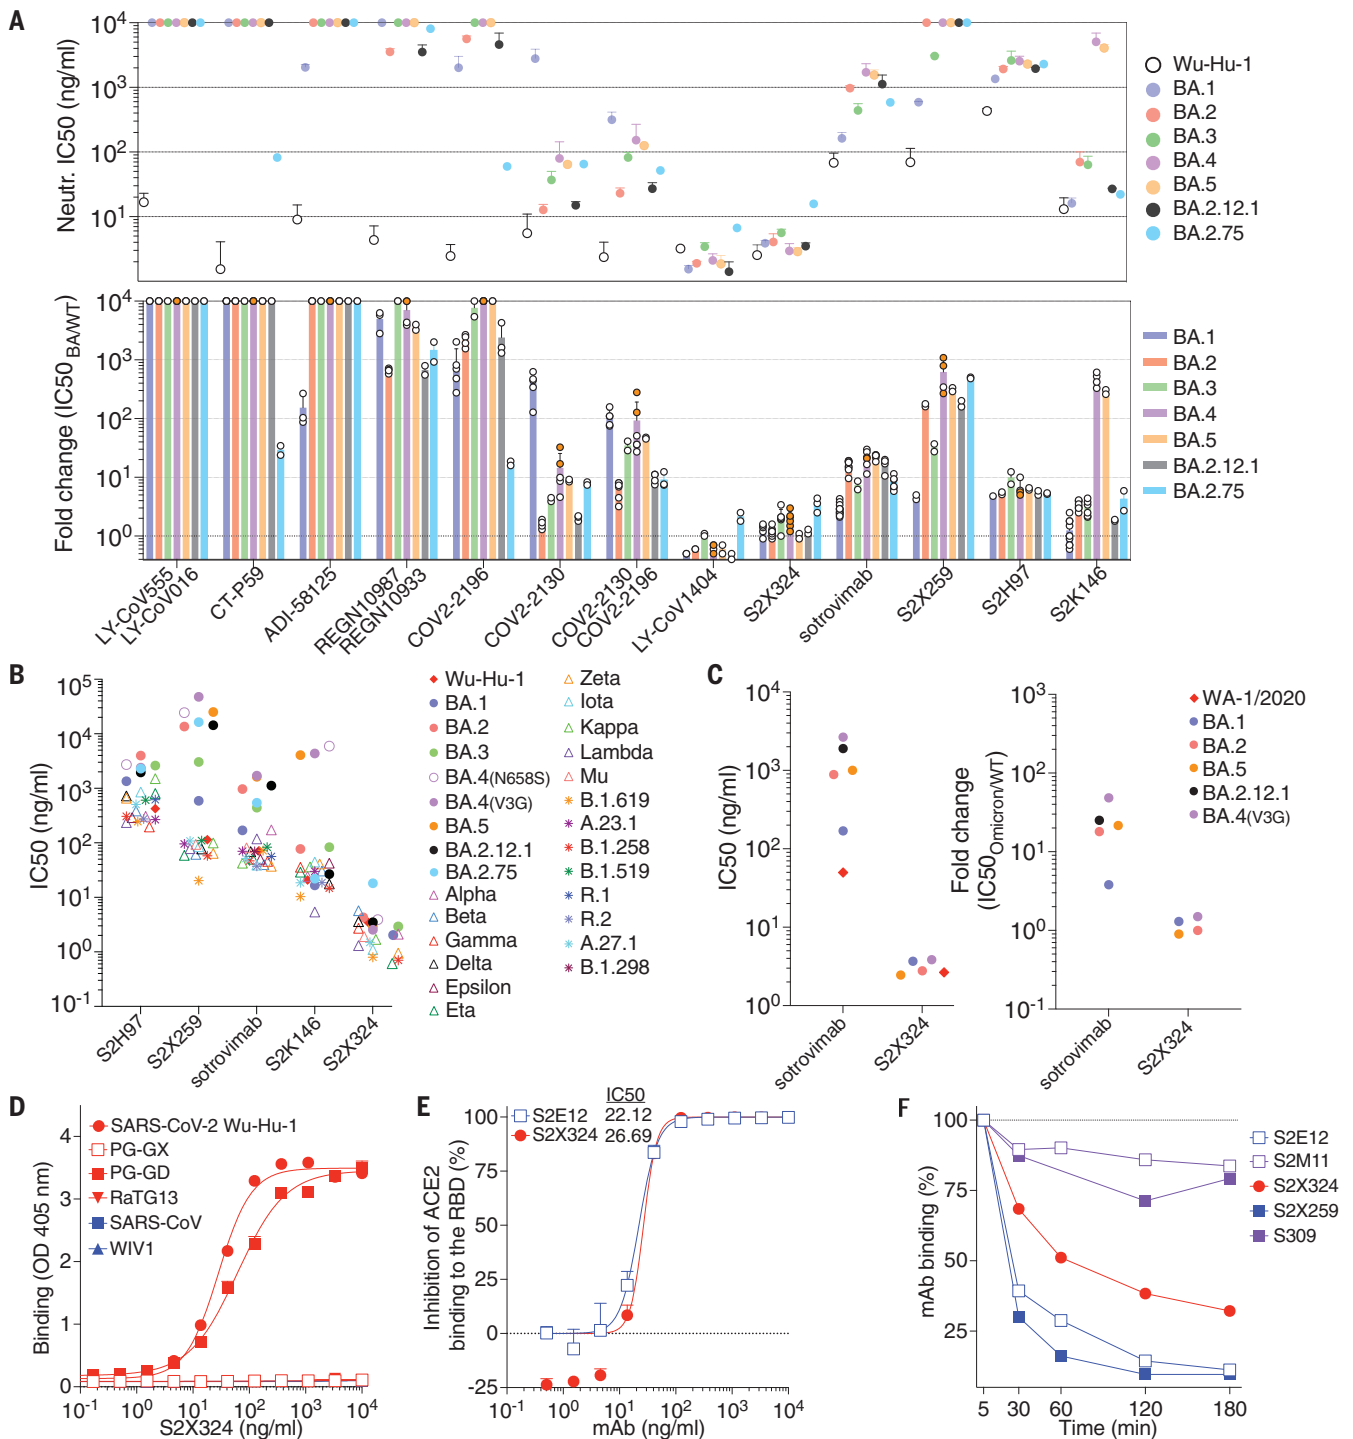 A
Neutr. IC50 (ng/ml)
10^4
10^3
10^2
10^1
Wu-Hu-1
BA.1
BA.2
BA.3
BA.4
BA.5
BA.2.12.1
BA.2.75
Fold change (IC50BA/WT)
10^4
10^3
10^2
10^1
10^0
BA.1
BA.2
BA.3
BA.4
BA.5
BA.2.12.1
BA.2.75
LY-CoV555
LY-CoV016
CT-P59
ADI-58125
REGN10987
REGN10933
COV2-2196
COV2-2130
COV2-2130
COV2-2196
LY-CoV1404
S2X324
sotrovimab
S2X259
S2H97
S2K146
B
IC50 (ng/ml)
10^5
10^4
10^3
10^2
10^1
10^0
10^-1
S2H97
S2X259
sotrovimab
S2K146
S2X324
Wu-Hu-1
BA.1
BA.2
BA.3
BA.4(N658S)
BA.4(V3G)
BA.5
BA.2.12.1
BA.2.75
Alpha
Beta
Gamma
Delta
Epsilon
Eta
Zeta
Iota
Kappa
Lambda
Mu
B.1.619
A.23.1
B.1.258
B.1.519
R.1
R.2
A.27.1
B.1.298
C
IC50 (ng/ml)
10^4
10^3
10^2
10^1
10^0
sotrovimab
S2X324
Fold change
(IC50Omicron/WT)
10^3
10^2
10^1
10^0
10^-1
sotrovimab
S2X324
WA-1/2020
BA.1
BA.2
BA.5
BA.2.12.1
BA.4(V3G)
D
Binding (OD 405 nm)
4
3
2
1
0
SARS-CoV-2 Wu-Hu-1
PG-GX
PG-GD
RaTG13
SARS-CoV
WIV1
10^-1 10^0 10^1 10^2 10^3 10^4
S2X324 (ng/ml)
E
Inhibition of ACE2
binding to the RBD (%)
100
75
50
25
0
-25
IC50
S2E12 22.12
S2X324 26.69
10^-1 10^0 10^1 10^2 10^3 10^4
mAb (ng/ml)
F
mAb binding (%)
100
75
50
25
5 30 60 120 180
Time (min)
S2E12
S2M11
S2X324
S2X259
S309